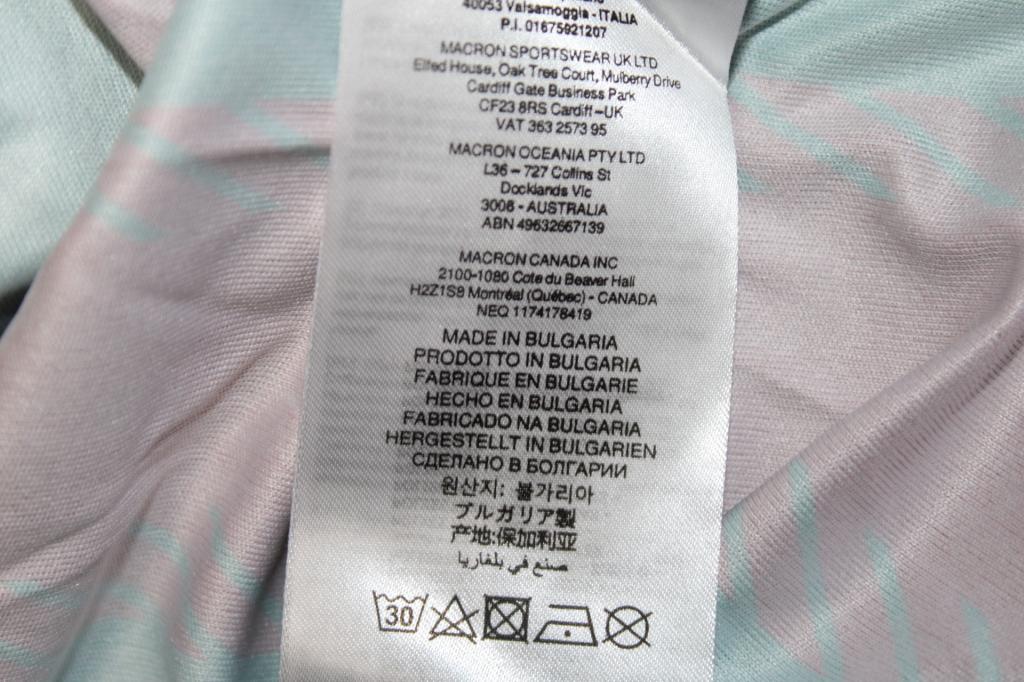 40053 Valsamoggia - ITALIA
P.I. 01675921207
MACRON SPORTSWEAR UK LTD
Elfed House, Oak Tree Court, Mulberry Drive
Cardiff Gate Business Park
CF23 8RS Cardiff-UK
VAT 363 2573 95
MACRON OCEANIA PTY LTD
L36 - 727 Collins St
Docklands Vic
3008 - AUSTRALIA
ABN 49632667139
MACRON CANADA INC
2100-1080 Cote du Beaver Hall
H2Z1S8 Montréal (Québec) - CANADA
NEQ 1174178419
MADE IN BULGARIA
PRODOTTO IN BULGARIA
FABRIQUE EN BULGARIE
HECHO EN BULGARIA
FABRICADO NA BULGARIA
HERGESTELLT IN BULGARIEN
СДЕЛАНО В БОЛГАРИИ
원산지: 불가리아
ブルガリア製
产地:保加利亚
صنع في بلغاريا
30